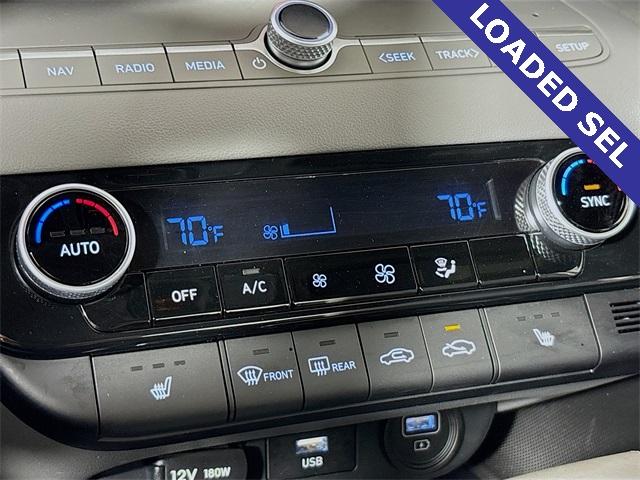 LOADED SEL
NAV
RADIO
MEDIA
<SEEK
TRACK>
SETUP
70°F
70°F
AUTO
SYNC
OFF
A/C
FRONT
REAR
12V 180W
USB